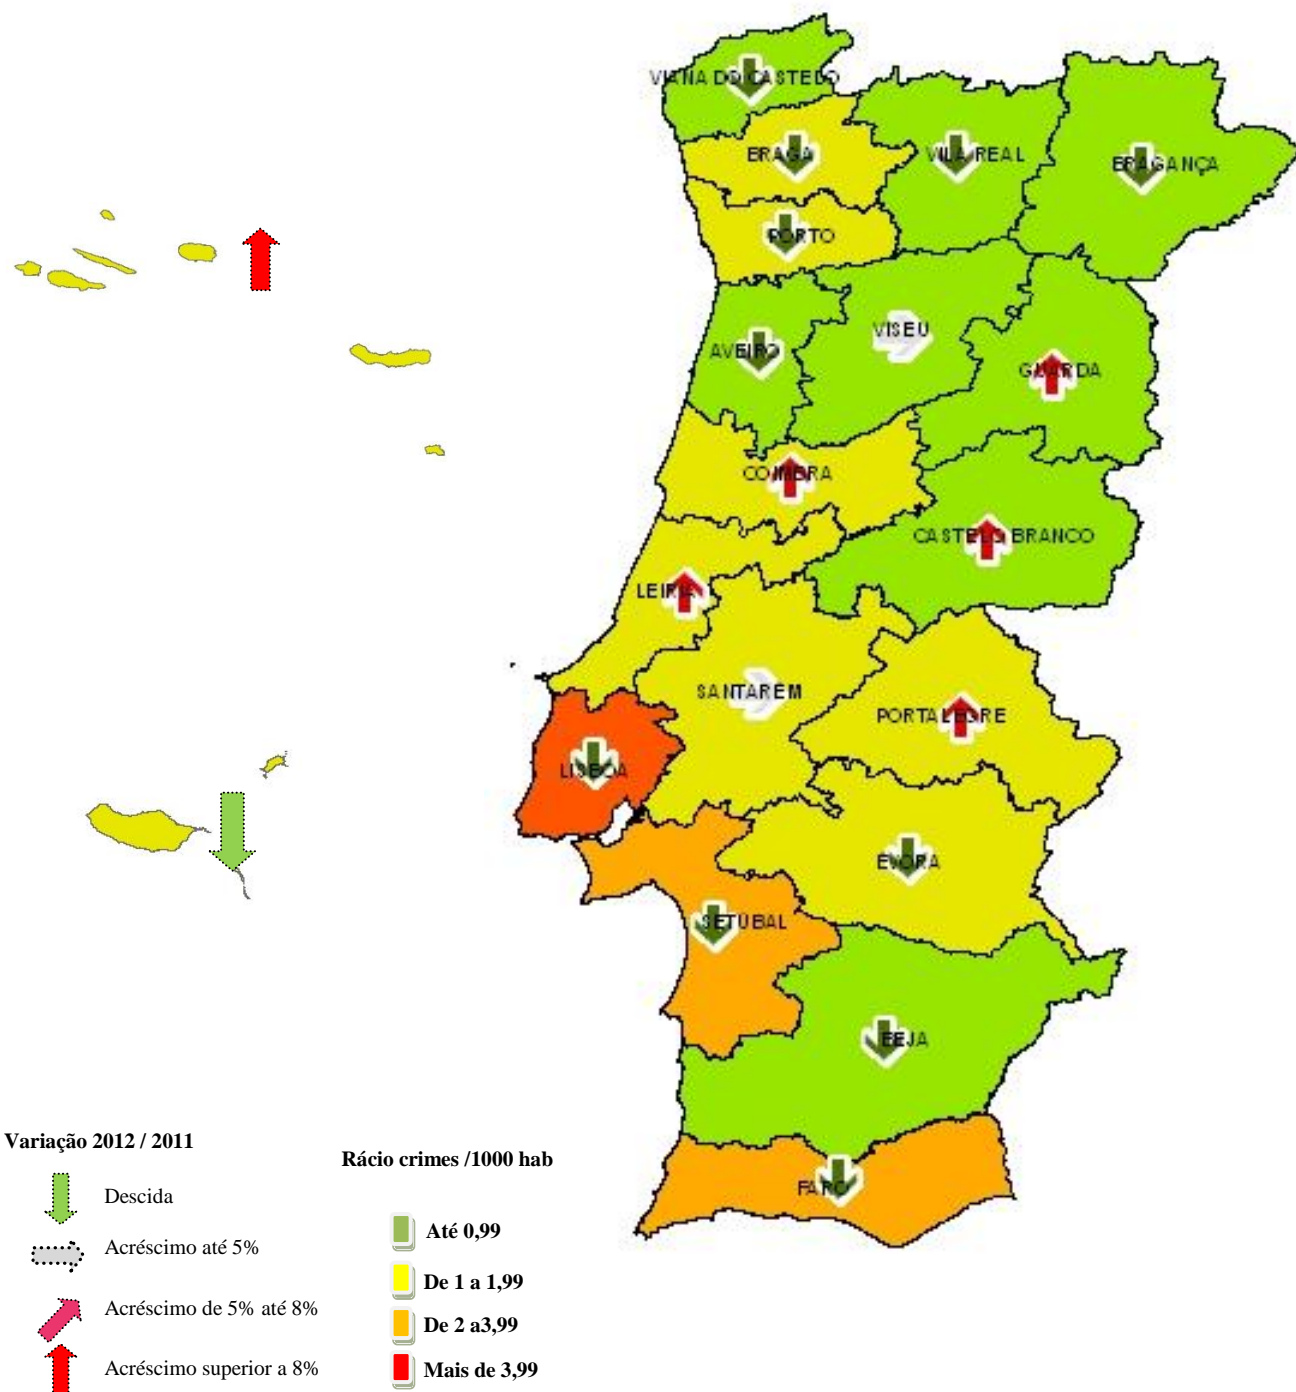 VIANA DO CASTELO
BRAGA
VILA REAL
BRAGANÇA
PORTO
VISEU
AVEIRO
GUARDA
COIMBRA
CASTELO BRANCO
LEIRIA
SANTAREM
PORTALEGRE
LISBOA
EVORA
SETUBAL
BEJA
FARO
Variação 2012 / 2011
Descida
Acréscimo até 5%
Acréscimo de 5% até 8%
Acréscimo superior a 8%
Rácio crimes /1000 hab
Até 0,99
De 1 a 1,99
De 2 a3,99
Mais de 3,99